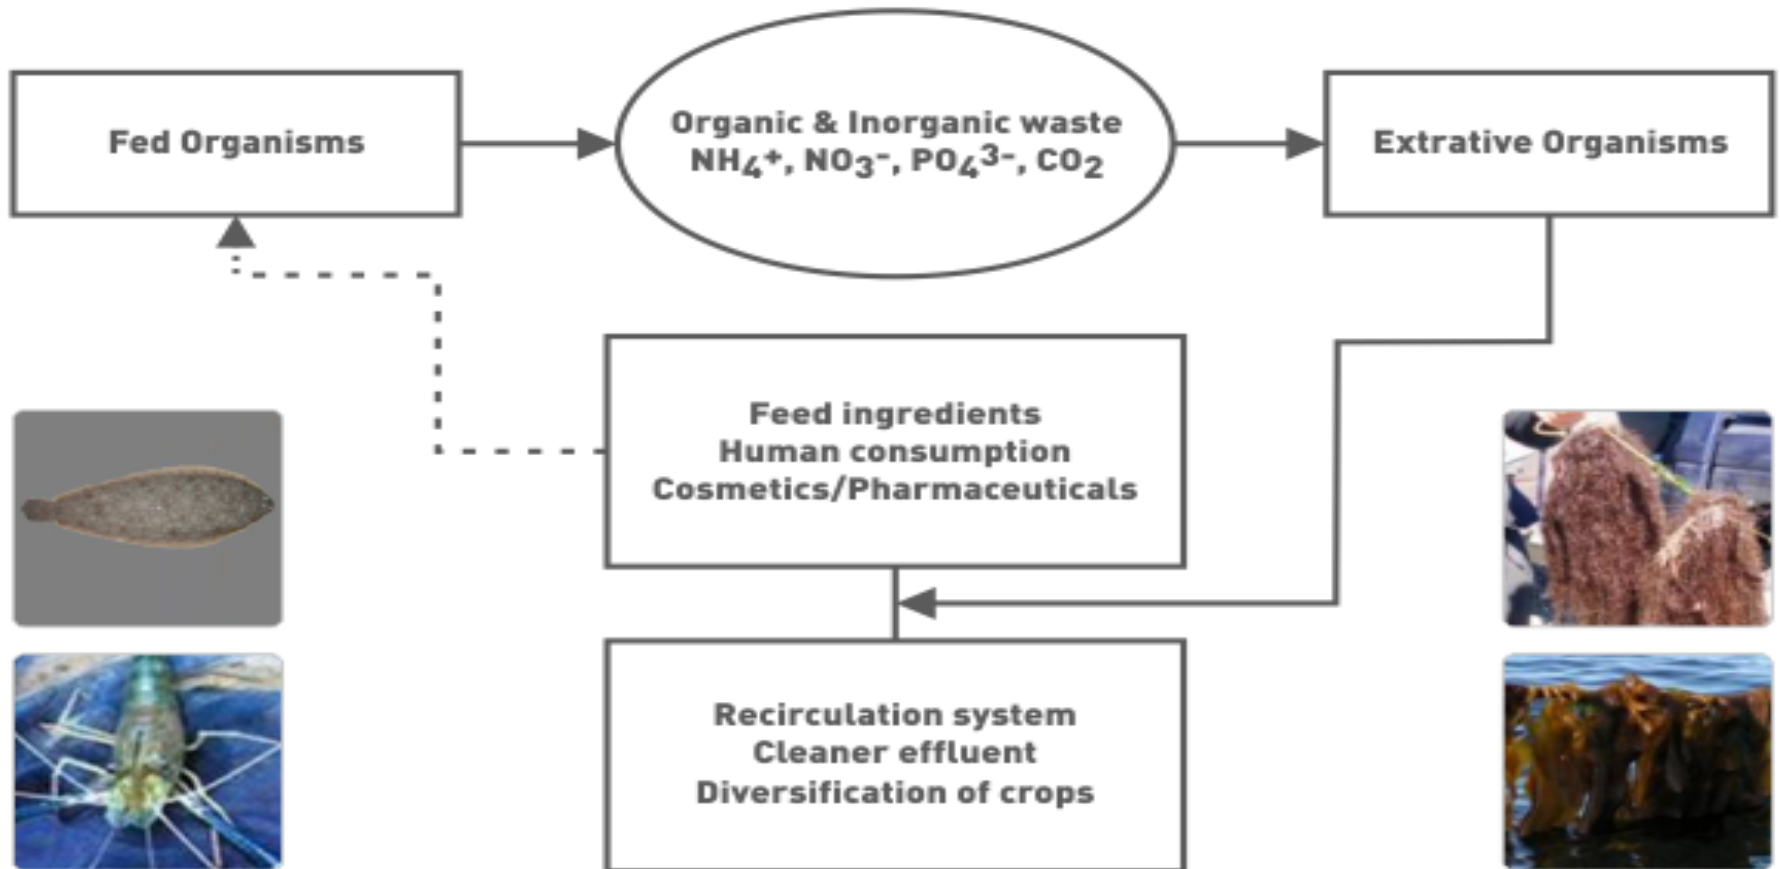 Fed Organisms
Organic & Inorganic waste
NH₄⁺, NO₃⁻, PO₄³⁻, CO₂
Extrative Organisms
Feed ingredients
Human consumption
Cosmetics/Pharmaceuticals
Recirculation system
Cleaner effluent
Diversification of crops